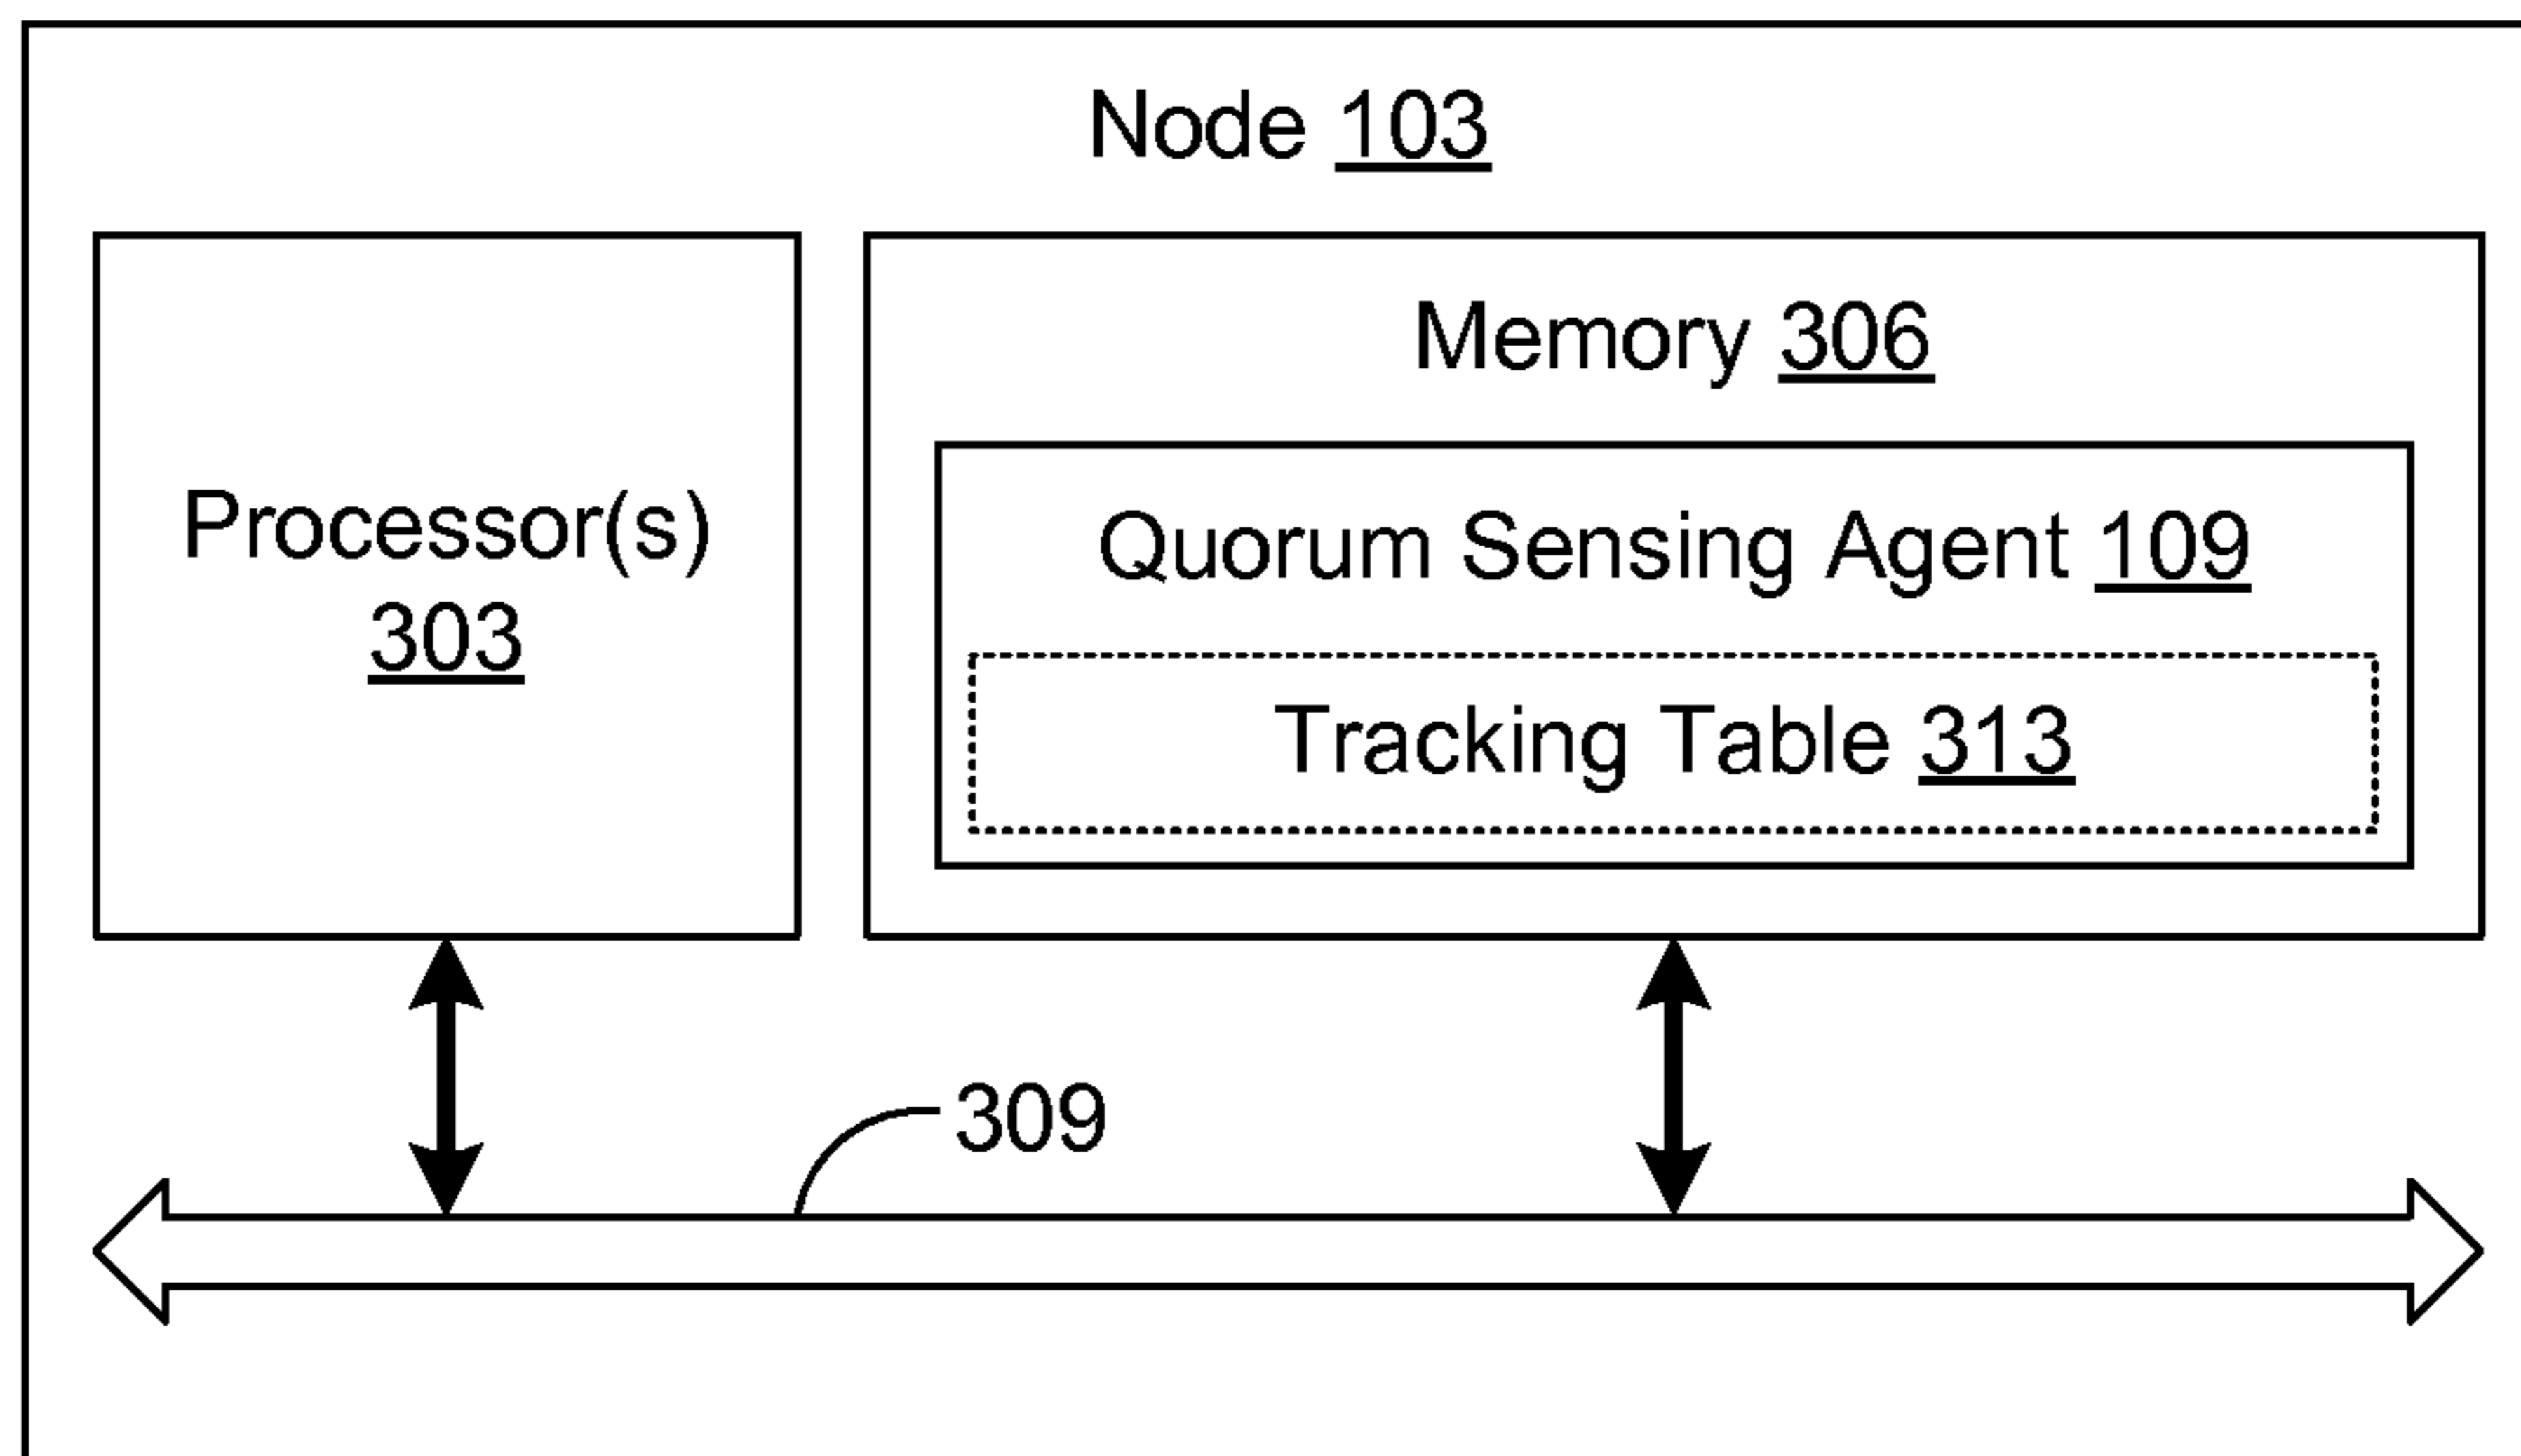 Node 103
Memory 306
Processor(s)
303
Quorum Sensing Agent 109
Tracking Table 313
309